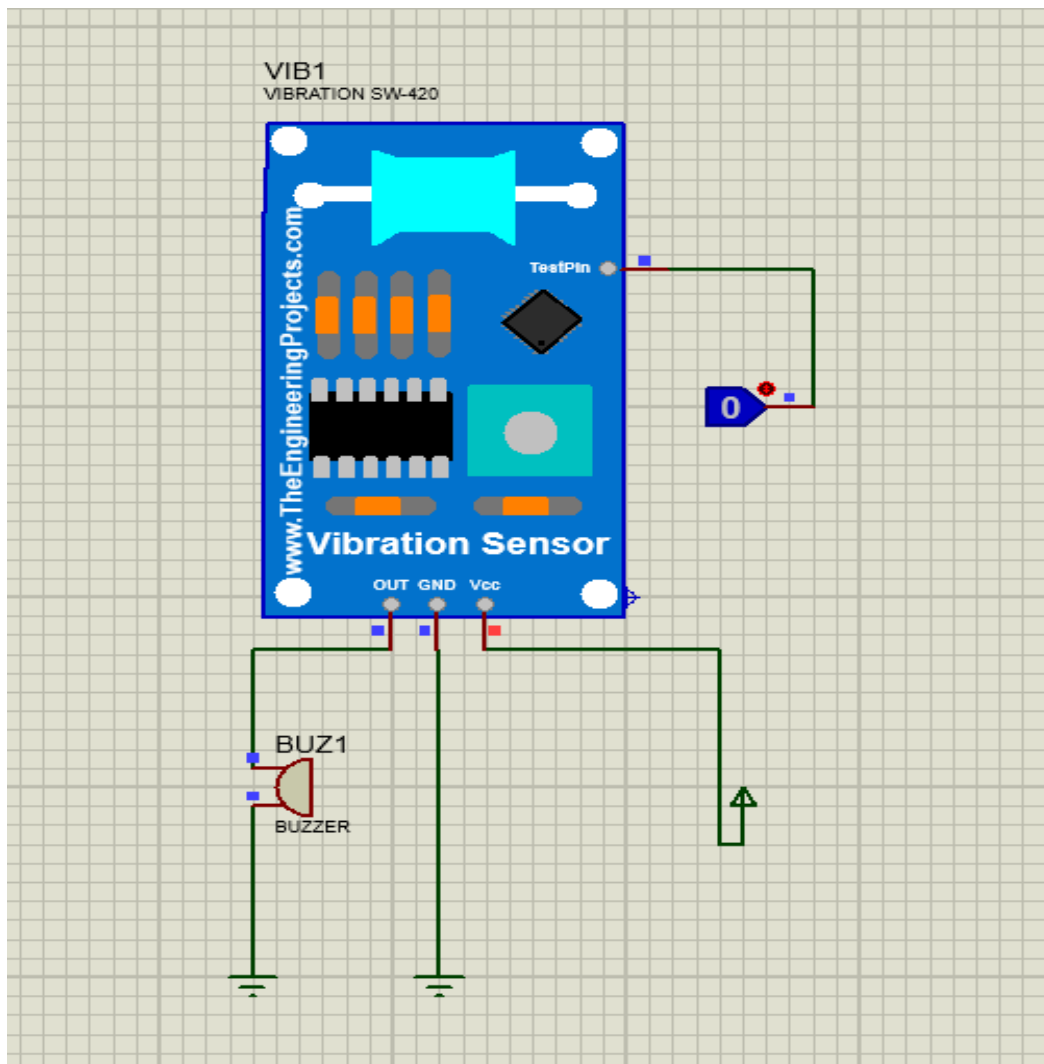 VIB1
VIBRATION SW-420
www.TheEngineeringProjects.com
TestPin
0
Vibration Sensor
OUT GND Vcc
BUZ1
BUZZER